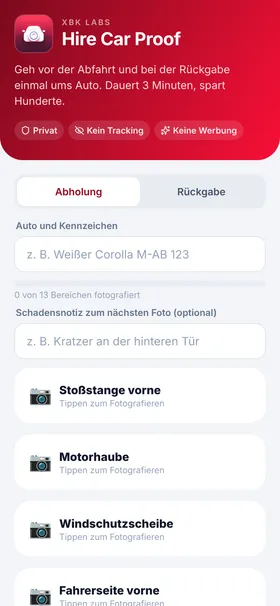 XBK LABS
Hire Car Proof
Geh vor der Abfahrt und bei der Rückgabe
einmal ums Auto. Dauert 3 Minuten, spart
Hunderte.
Privat
Kein Tracking
Keine Werbung
Abholung
Rückgabe
Auto und Kennzeichen
z. B. Weißer Corolla M-AB 123
0 von 13 Bereichen fotografiert
Schadensnotiz zum nächsten Foto (optional)
z. B. Kratzer an der hinteren Tür
Stoßstange vorne
Tippen zum Fotografieren
Motorhaube
Tippen zum Fotografieren
Windschutzscheibe
Tippen zum Fotografieren
Fahrerseite vorne
Tippen zum Fotografieren